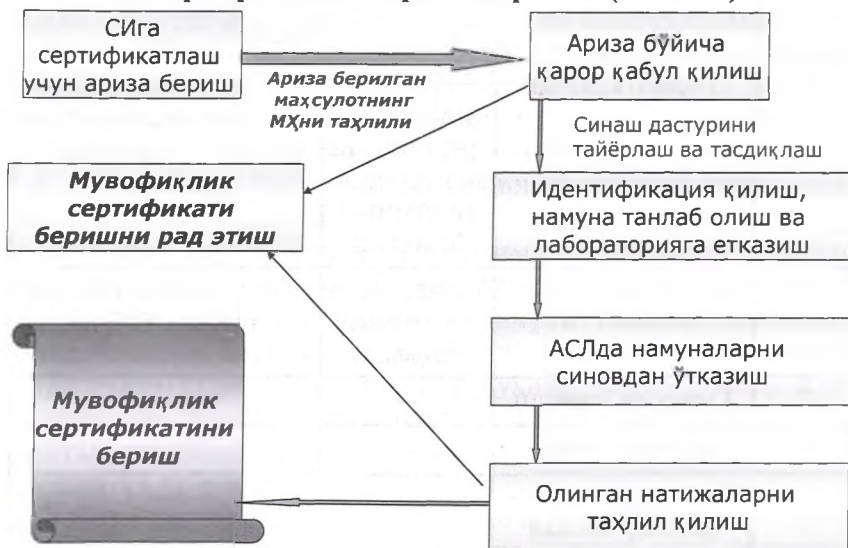 СИга
сертификатлаш
учун ариза бериш
Ариза берилган
маҳсулотнинг
МҲни таҳлили
Ариза бўйича
қарор қабул қилиш
Синаш дастурини
тайёрлаш ва тасдиқлаш
Мувофиқлик
сертификати
беришни рад этиш
Идентификация қилиш,
намуна танлаб олиш ва
лабораторияга етказиш
АСЛда намуналарни
синовдан ўтказиш
Мувофиқлик
сертификатини
бериш
Олинган натижаларни
таҳлил қилиш